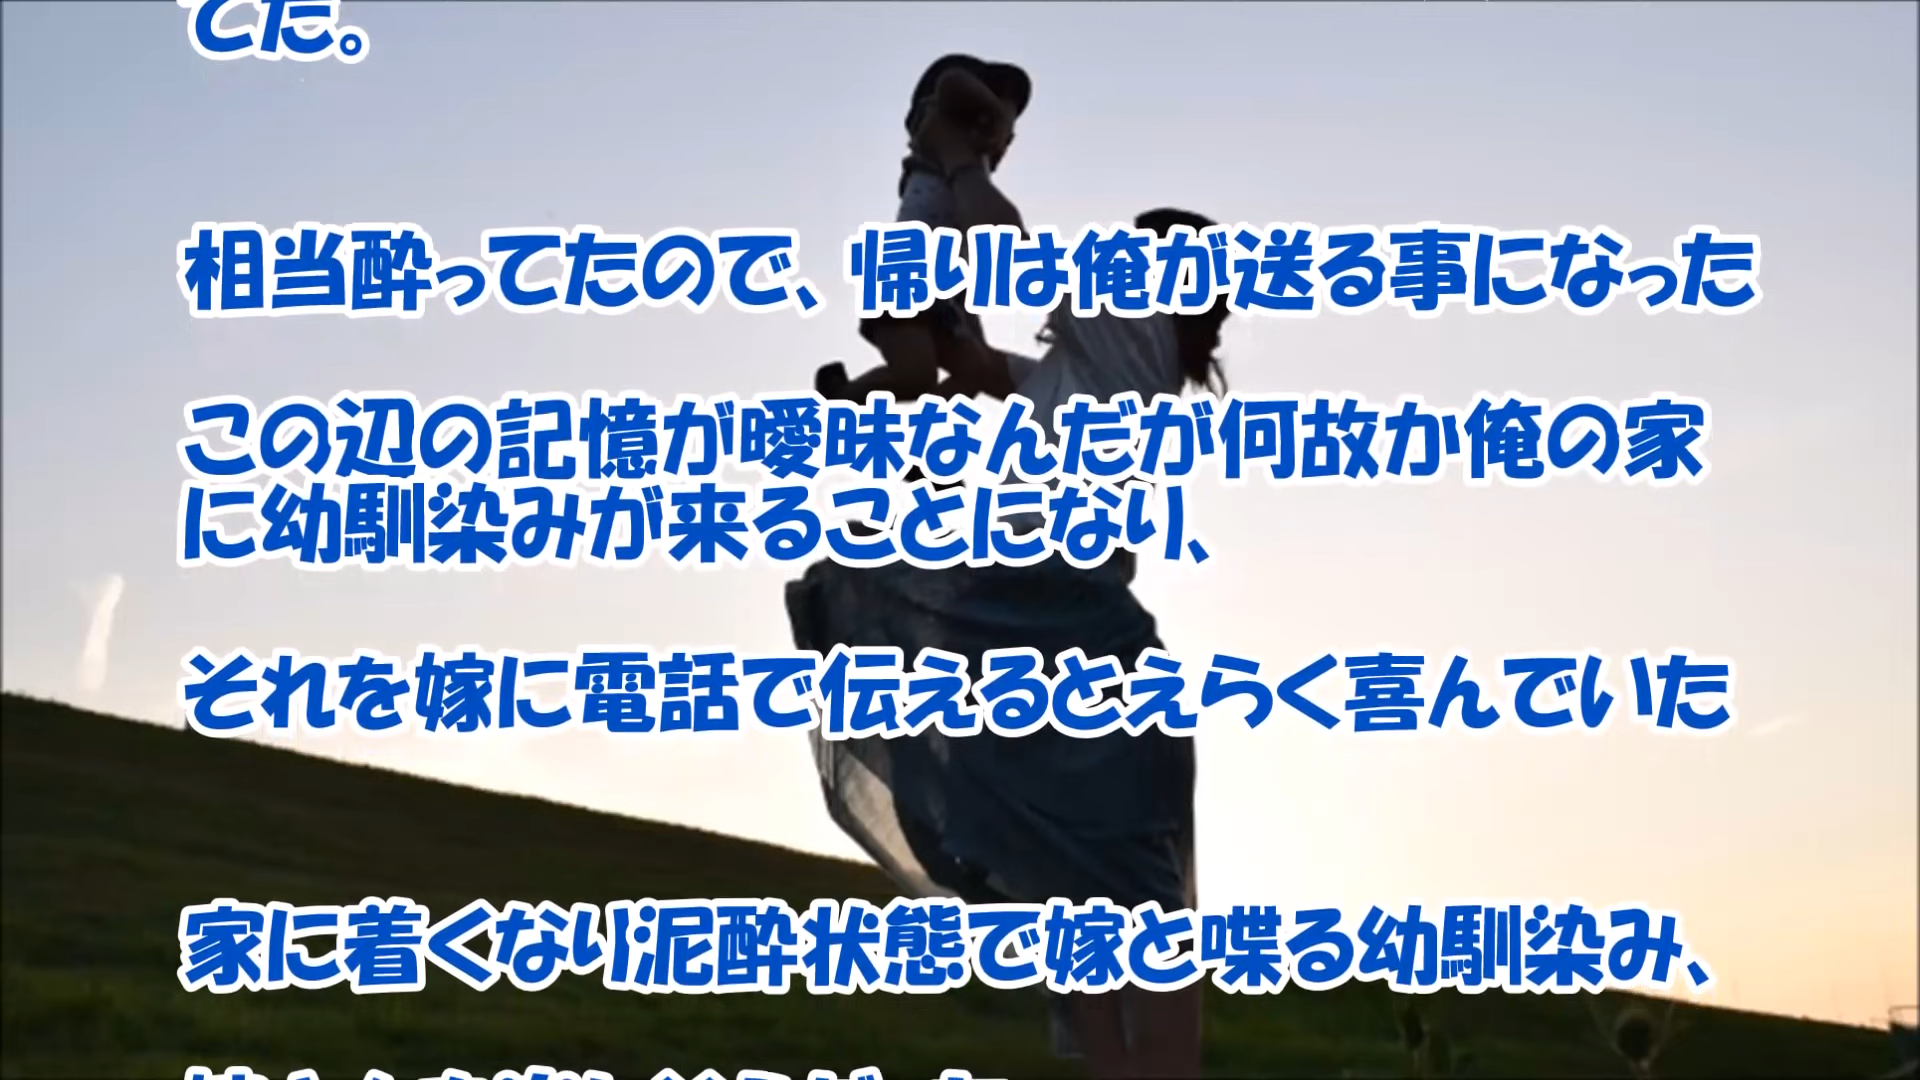 てた。
相当酔ってたので、帰りは俺が送る事になった
この辺の記憶が曖昧なんだが何故か俺の家
に幼馴染みが来ることになり、
それを嫁に電話で伝えるとえらく喜んでいた
家に着くなり泥酔状態で嫁と喋る幼馴染み、